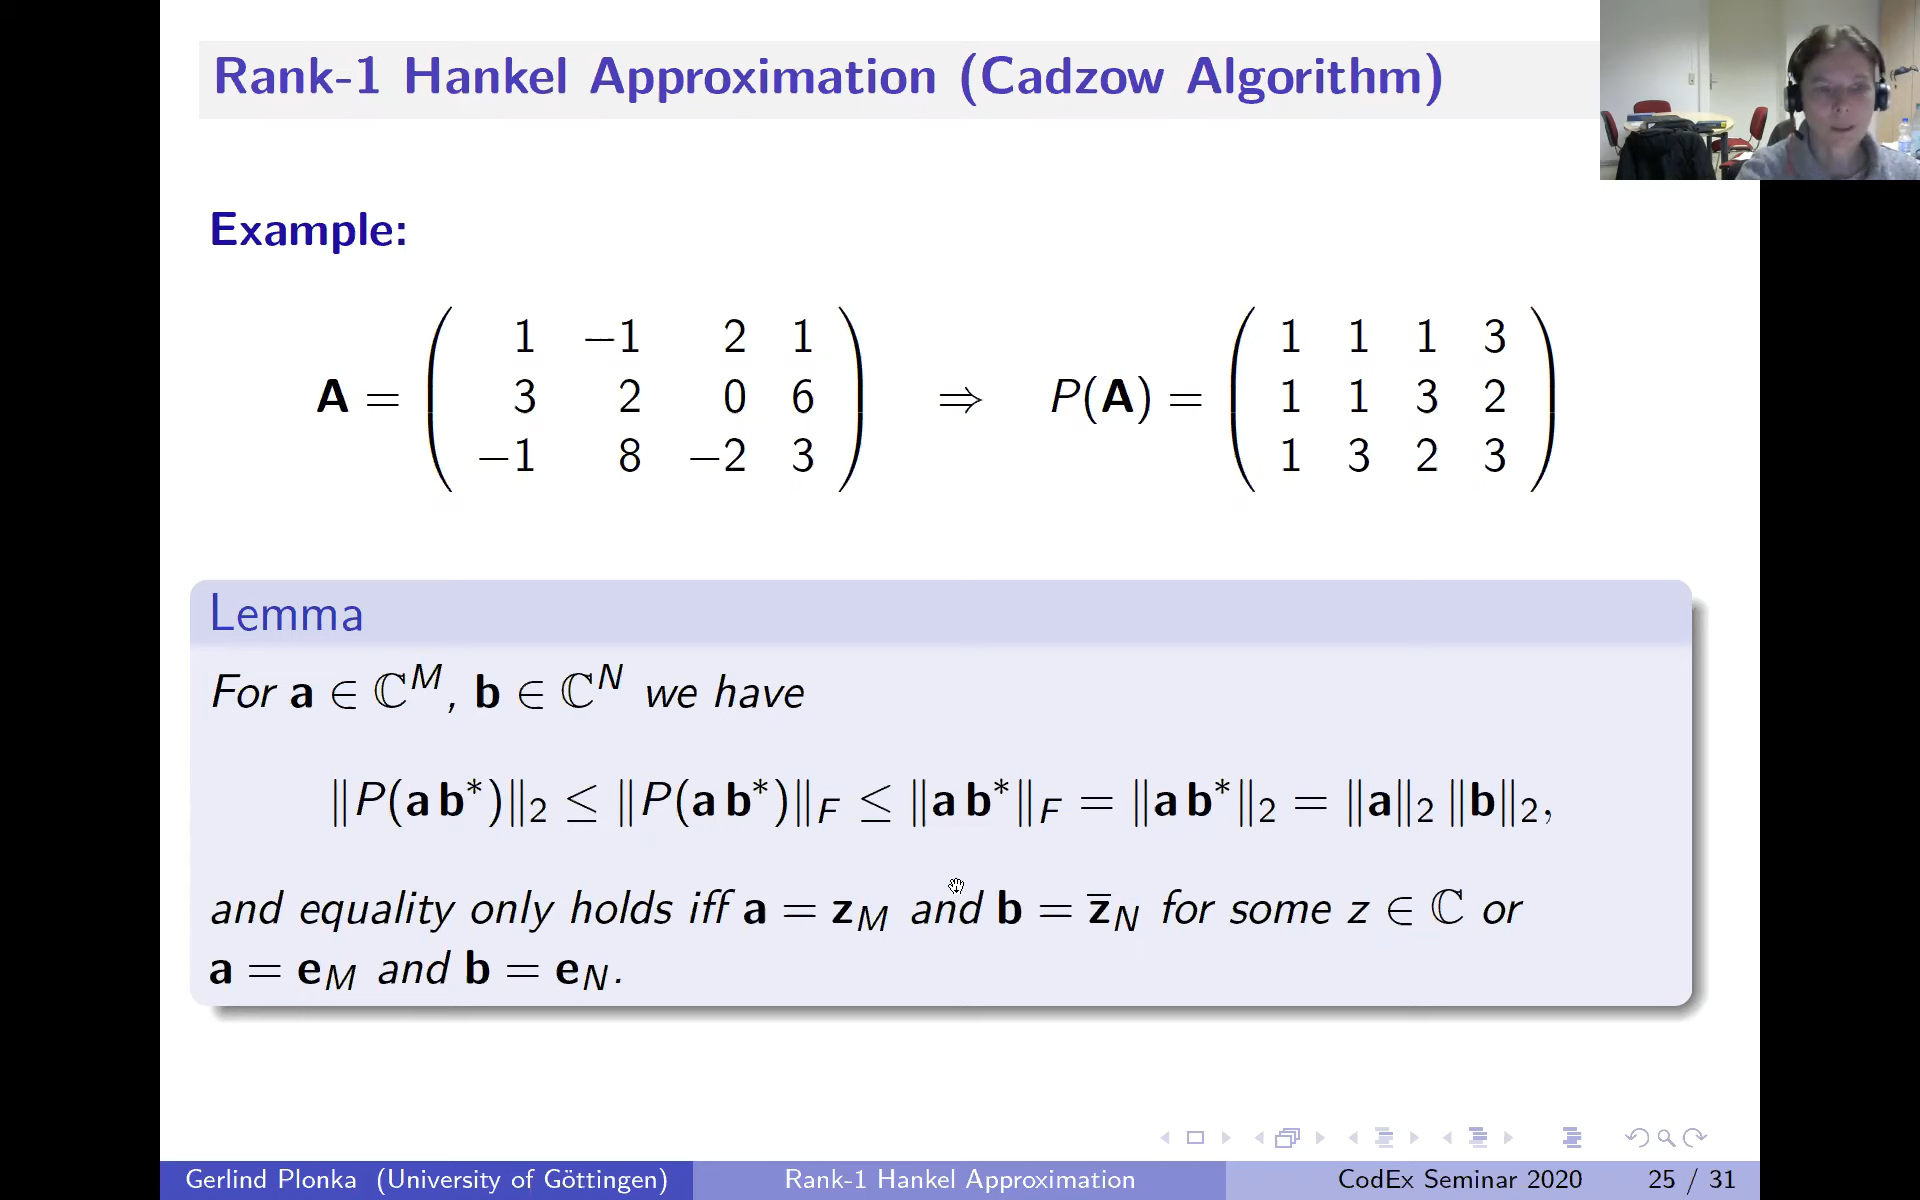 Rank-1 Hankel Approximation (Cadzow Algorithm)
Example:
A = ( 1 −1 2 1
3 2 0 6
−1 8 −2 3 )
⇒
P(A) = ( 1 1 1 3
1 1 3 2
1 3 2 3 )
Lemma
For a ∈ ℂ^M, b ∈ ℂ^N we have
‖P(a b*)‖₂ ≤ ‖P(a b*)‖_F ≤ ‖a b*‖_F = ‖a b*‖₂ = ‖a‖₂ ‖b‖₂,
and equality only holds iff a = z_M and b = z̅_N for some z ∈ ℂ or
a = e_M and b = e_N.
Gerlind Plonka (University of Göttingen) Rank-1 Hankel Approximation CodEx Seminar 2020 25 / 31